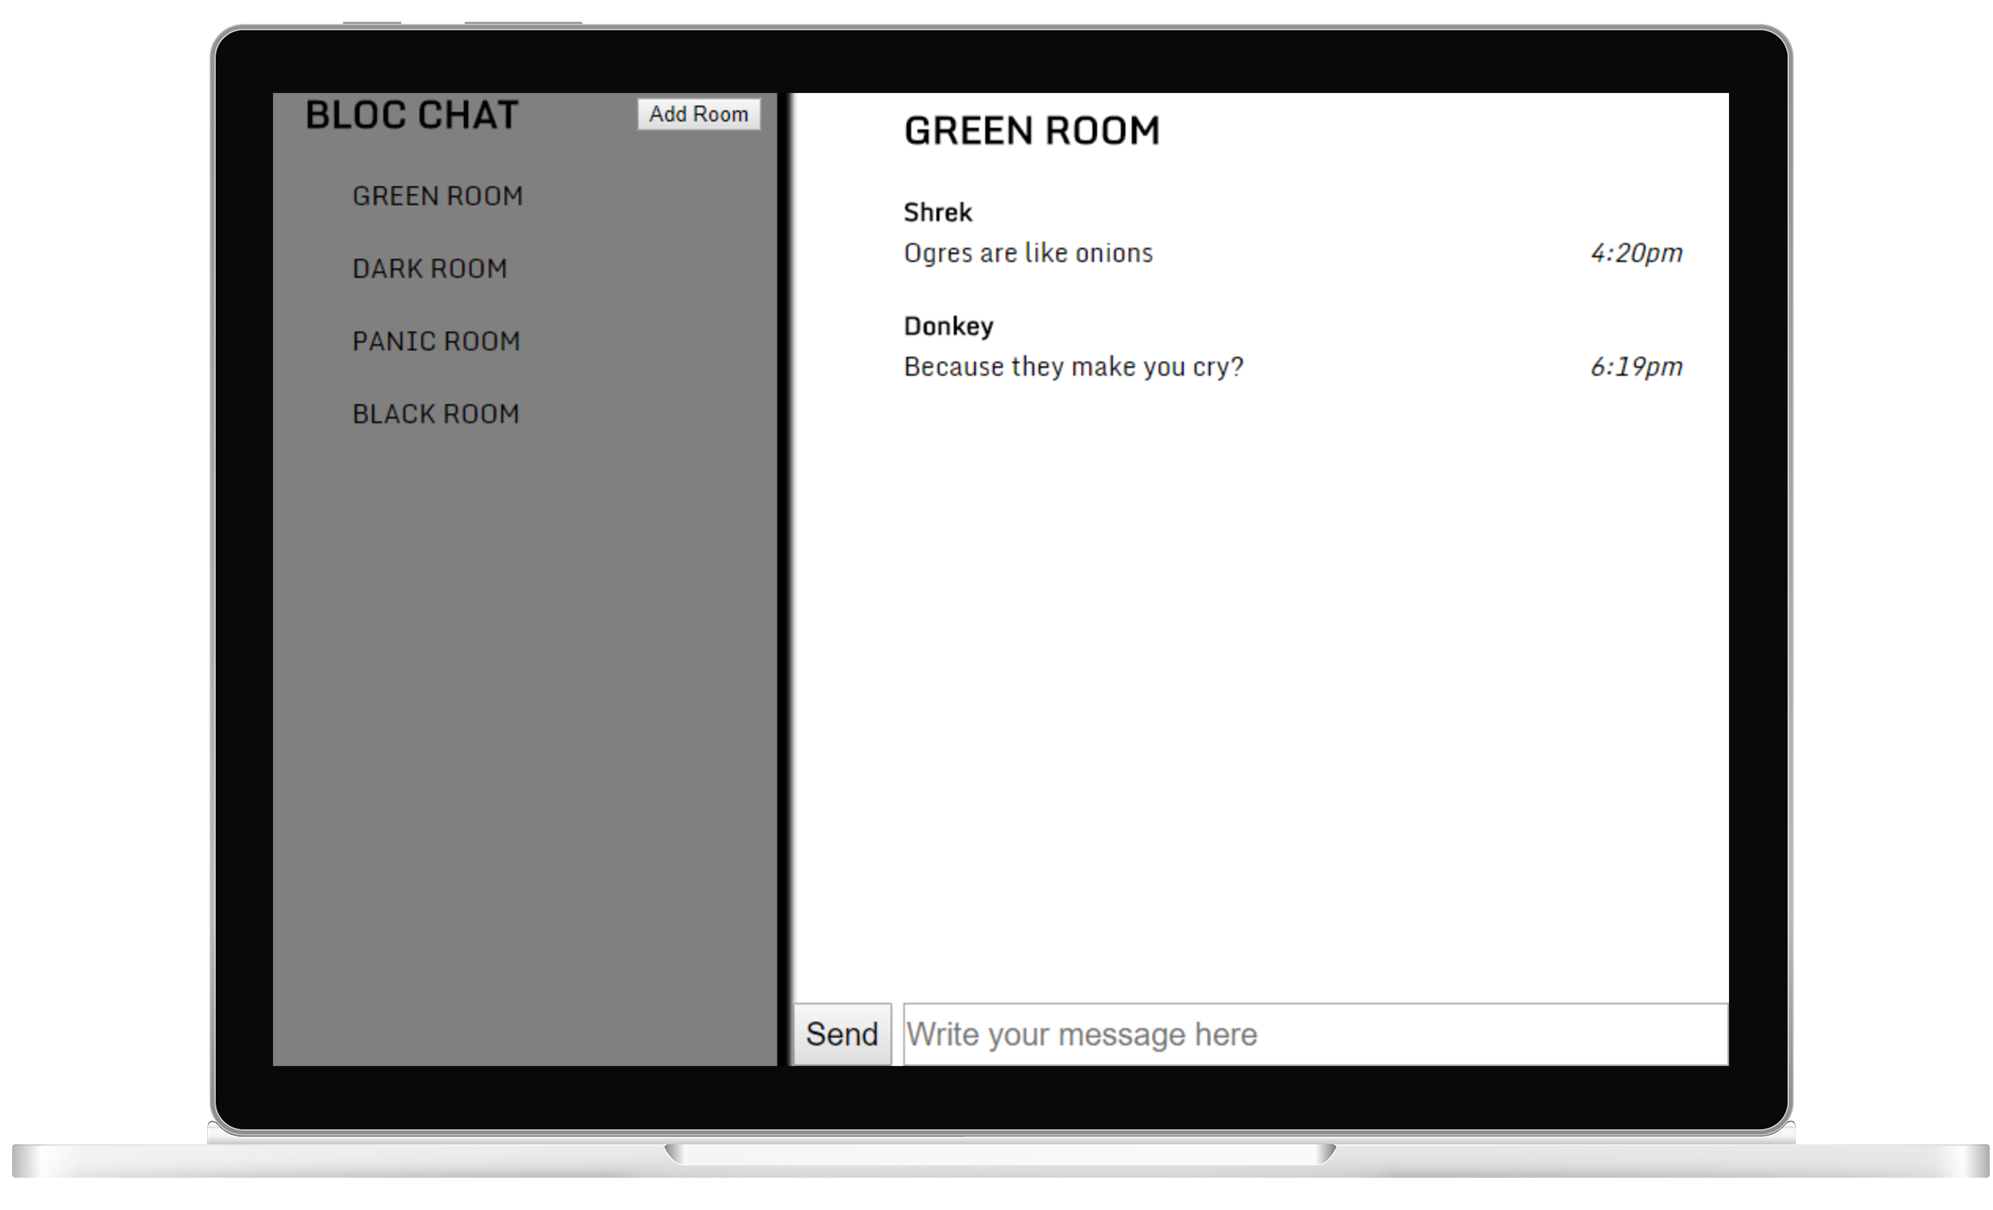 BLOC CHAT
Add Room
GREEN ROOM
DARK ROOM
PANIC ROOM
BLACK ROOM
GREEN ROOM
Shrek
Ogres are like onions 4:20pm
Donkey
Because they make you cry? 6:19pm
Send
Write your message here